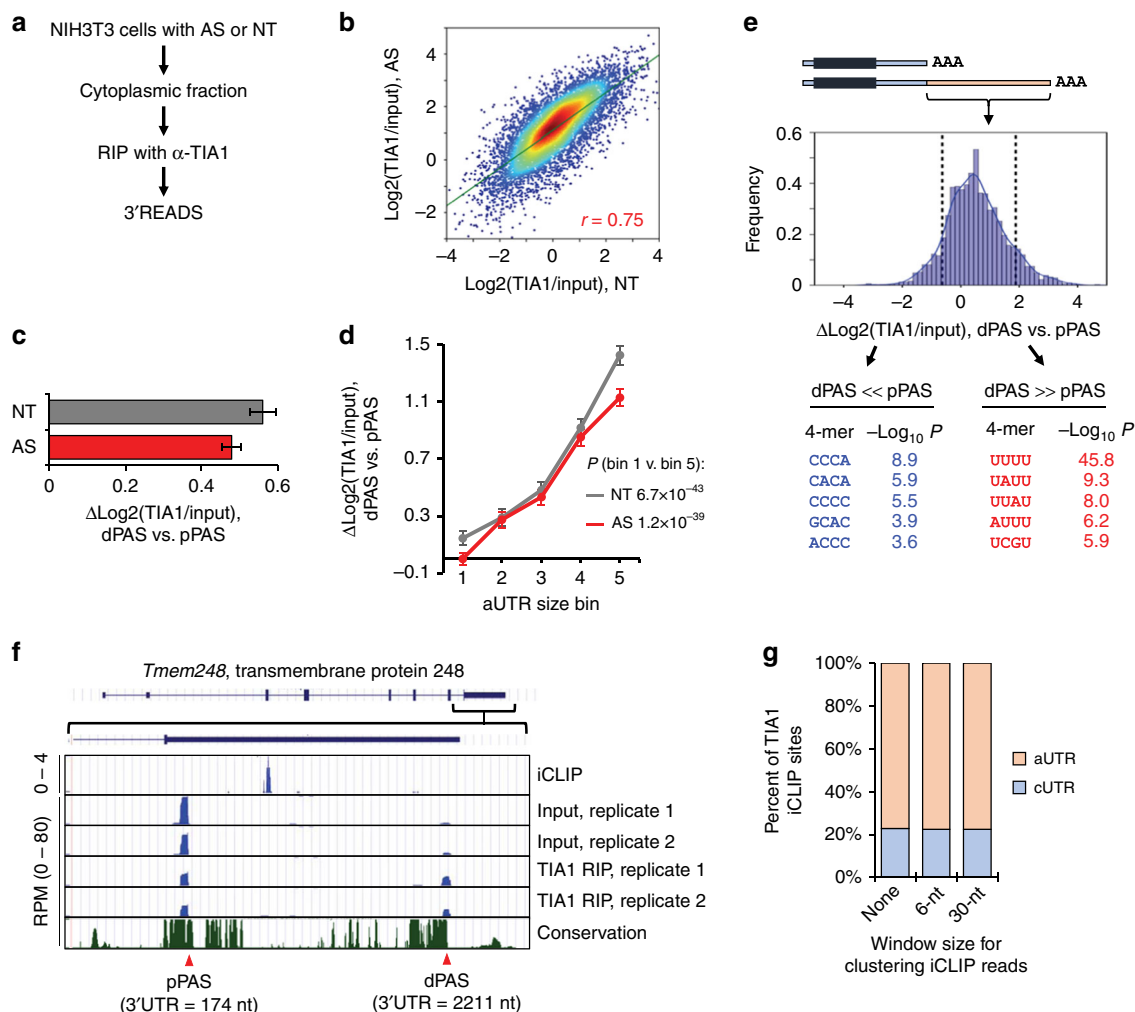 a
NIH3T3 cells with AS or NT
Cytoplasmic fraction
RIP with α-TIA1
3′READS
b
Log2(TIA1/input), AS
4
2
0
−2
r = 0.75
−4
−2
0
2
4
Log2(TIA1/input), NT
c
NT
AS
0
0.2
0.4
0.6
ΔLog2(TIA1/input),
dPAS vs. pPAS
d
ΔLog2(TIA1/input),
dPAS vs. pPAS
1.5
1.1
0.7
0.3
−0.1
P (bin 1 v. bin 5):
NT 6.7×10⁻⁴³
AS 1.2×10⁻³⁹
1
2
3
4
5
aUTR size bin
e
AAA
AAA
Frequency
0.6
0.4
0.2
0
−4
−2
0
2
4
ΔLog2(TIA1/input), dPAS vs. pPAS
dPAS << pPAS
4-mer −Log₁₀ P
CCCA 8.9
CACA 5.9
CCCC 5.5
GCAC 3.9
ACCC 3.6
dPAS >> pPAS
4-mer −Log₁₀ P
UUUU 45.8
UAUU 9.3
UUAU 8.0
AUUU 6.2
UCGU 5.9
f
Tmem248, transmembrane protein 248
0 – 4
RPM (0 – 80)
iCLIP
Input, replicate 1
Input, replicate 2
TIA1 RIP, replicate 1
TIA1 RIP, replicate 2
Conservation
pPAS
(3′UTR = 174 nt)
dPAS
(3′UTR = 2211 nt)
g
Percent of TIA1
iCLIP sites
100%
80%
60%
40%
20%
0%
aUTR
cUTR
None
6-nt
30-nt
Window size for
clustering iCLIP reads